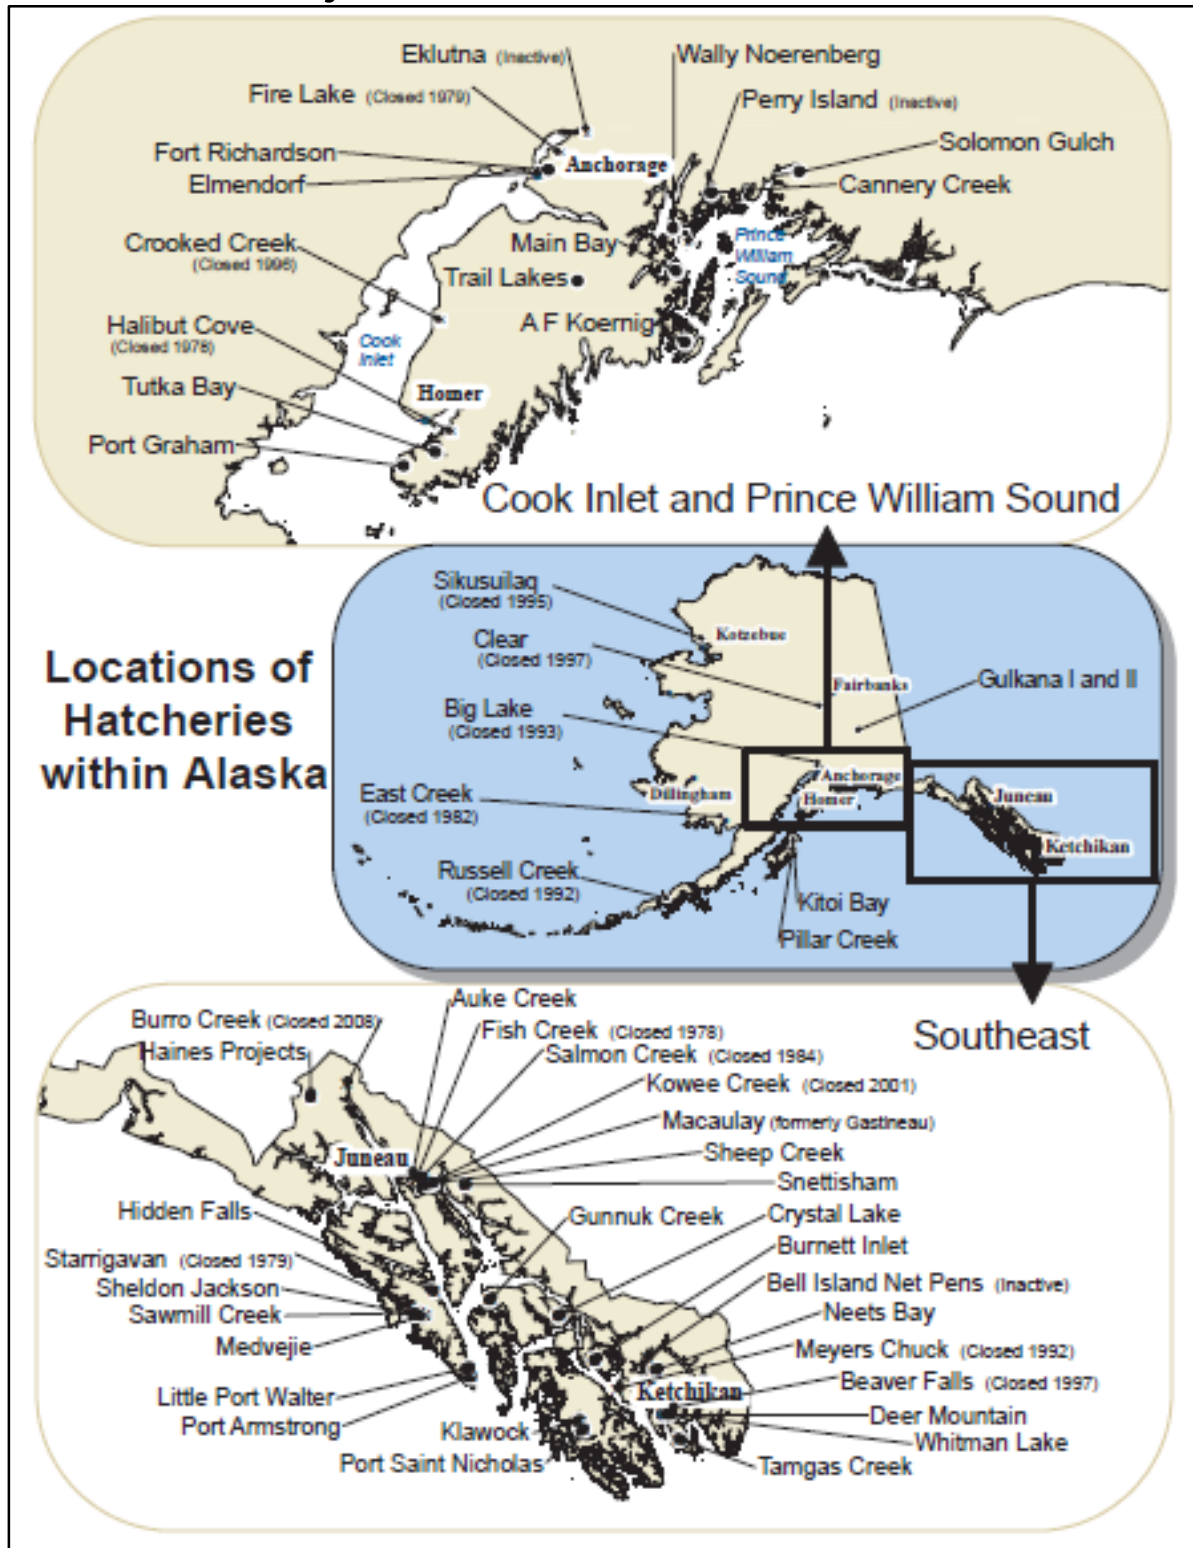 Eklutna (Inactive)
Wally Noerenberg
Fire Lake (Closed 1979)
Perry Island (Inactive)
Fort Richardson
Solomon Gulch
Anchorage
Elmendorf
Cannery Creek
Crooked Creek
(Closed 1996)
Main Bay
Prince
William
Sound
Trail Lakes
Halibut Cove
(Closed 1978)
A F Koernig
Cook
Inlet
Tutka Bay
Homer
Port Graham
Cook Inlet and Prince William Sound
Locations of
Hatcheries
within Alaska
Sikusuilaq
(Closed 1995)
Kotzebue
Clear
(Closed 1997)
Fairbanks
Gulkana I and II
Big Lake
(Closed 1993)
Anchorage
East Creek
(Closed 1982)
Dillingham
Homer
Juneau
Ketchikan
Russell Creek
(Closed 1992)
Kitoi Bay
Pillar Creek
Southeast
Auke Creek
Burro Creek (Closed 2008)
Fish Creek (Closed 1978)
Haines Projects
Salmon Creek (Closed 1984)
Kowee Creek (Closed 2001)
Macaulay (formerly Gastineau)
Juneau
Sheep Creek
Snettisham
Hidden Falls
Gunnuk Creek
Crystal Lake
Burnett Inlet
Starrigavan (Closed 1979)
Bell Island Net Pens (Inactive)
Sheldon Jackson
Neets Bay
Sawmill Creek
Medvejie
Meyers Chuck (Closed 1992)
Beaver Falls (Closed 1997)
Little Port Walter
Ketchikan
Port Armstrong
Deer Mountain
Klawock
Whitman Lake
Port Saint Nicholas
Tamgas Creek